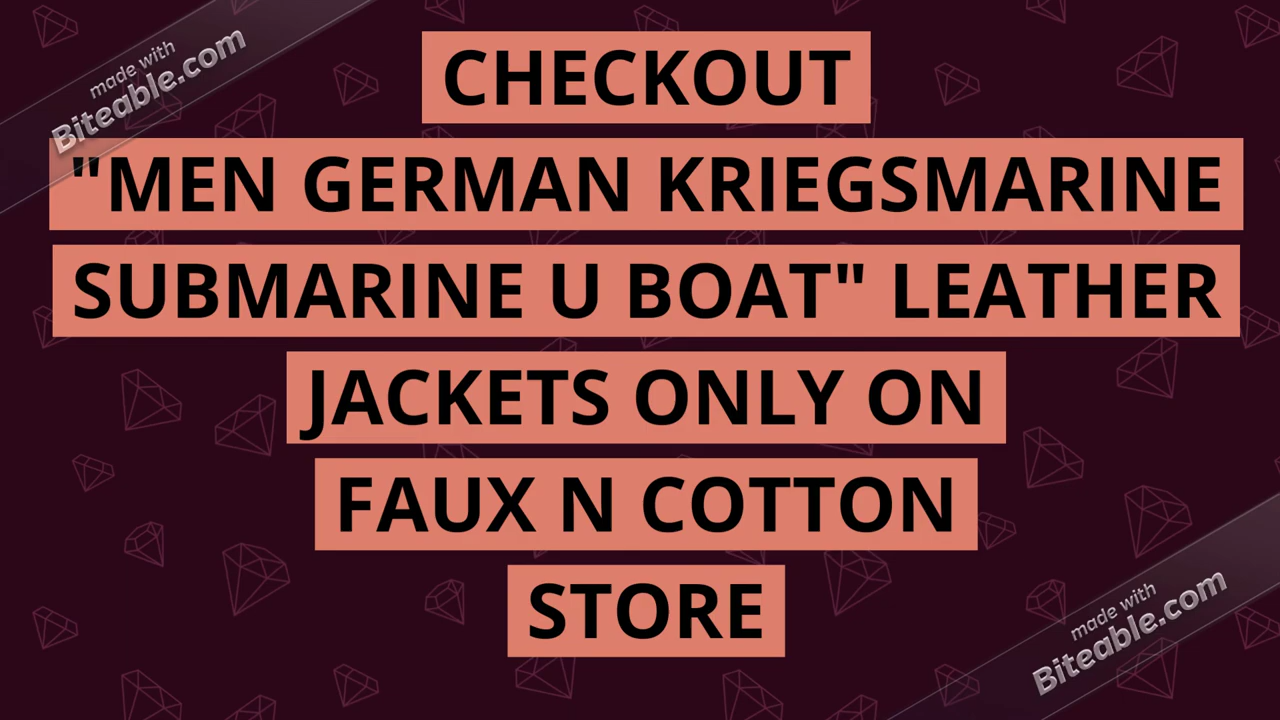 made with
Biteable.com
CHECKOUT
"MEN GERMAN KRIEGSMARINE
SUBMARINE U BOAT" LEATHER
JACKETS ONLY ON
FAUX N COTTON
STORE
made with
Biteable.com